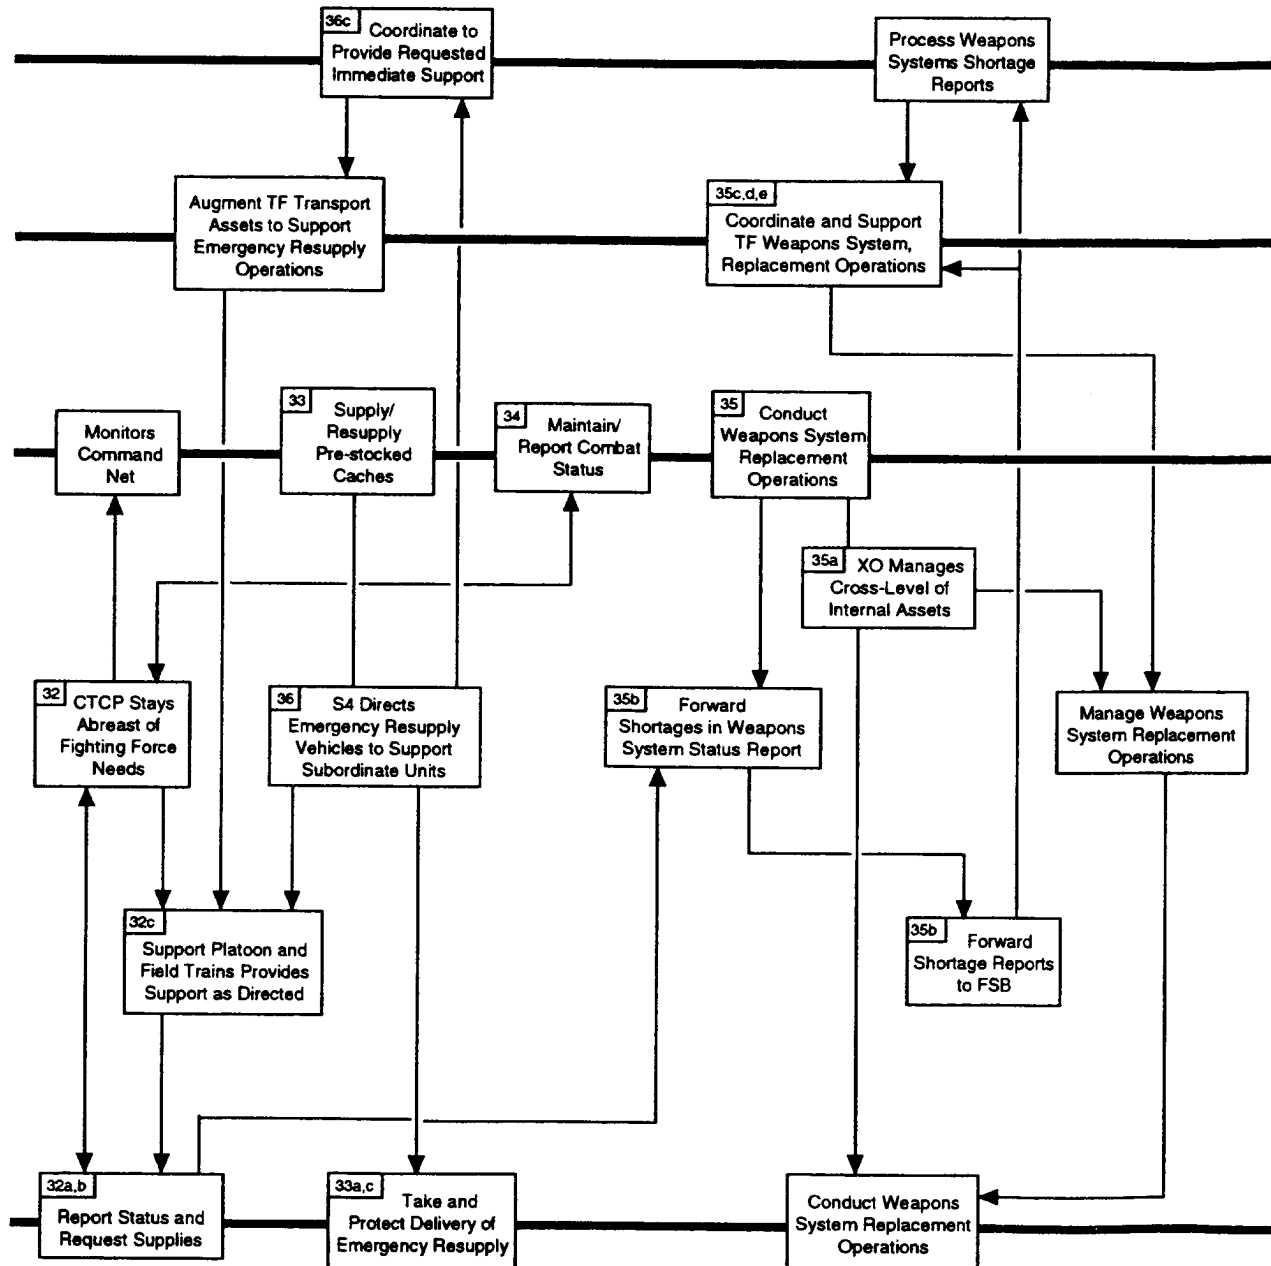 36c
Coordinate to
Provide Requested
Immediate Support
Process Weapons
Systems Shortage
Reports
Augment TF Transport
Assets to Support
Emergency Resupply
Operations
35c,d,e
Coordinate and Support
TF Weapons System,
Replacement Operations
Monitors
Command
Net
33
Supply/
Resupply
Pre-stocked
Caches
34
Maintain/
Report Combat
Status
35
Conduct
Weapons System
Replacement
Operations
35a
XO Manages
Cross-Level of
Internal Assets
32
CTCP Stays
Abreast of
Fighting Force
Needs
36
S4 Directs
Emergency Resupply
Vehicles to Support
Subordinate Units
35b
Forward
Shortages in Weapons
System Status Report
Manage Weapons
System Replacement
Operations
32c
Support Platoon and
Field Trains Provides
Support as Directed
35b
Forward
Shortage Reports
to FSB
32a,b
Report Status and
Request Supplies
33a,c
Take and
Protect Delivery of
Emergency Resupply
Conduct Weapons
System Replacement
Operations